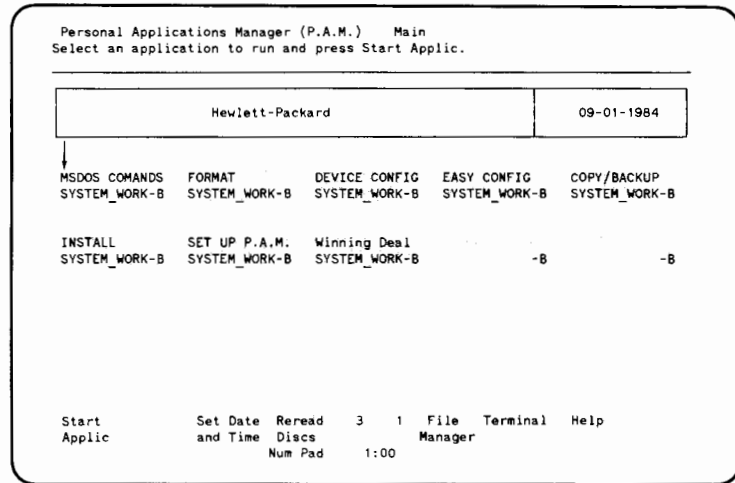 Personal Applications Manager (P.A.M.) Main
Select an application to run and press Start Applic.
Hewlett-Packard 09-01-1984
MSDOS COMANDS FORMAT DEVICE CONFIG EASY CONFIG COPY/BACKUP
SYSTEM_WORK-B SYSTEM_WORK-B SYSTEM_WORK-B SYSTEM_WORK-B SYSTEM_WORK-B
INSTALL SET UP P.A.M. Winning Deal
SYSTEM_WORK-B SYSTEM_WORK-B SYSTEM_WORK-B -B -B
Start Set Date Reread 3 1 File Terminal Help
Applic and Time Discs Manager
Num Pad 1:00